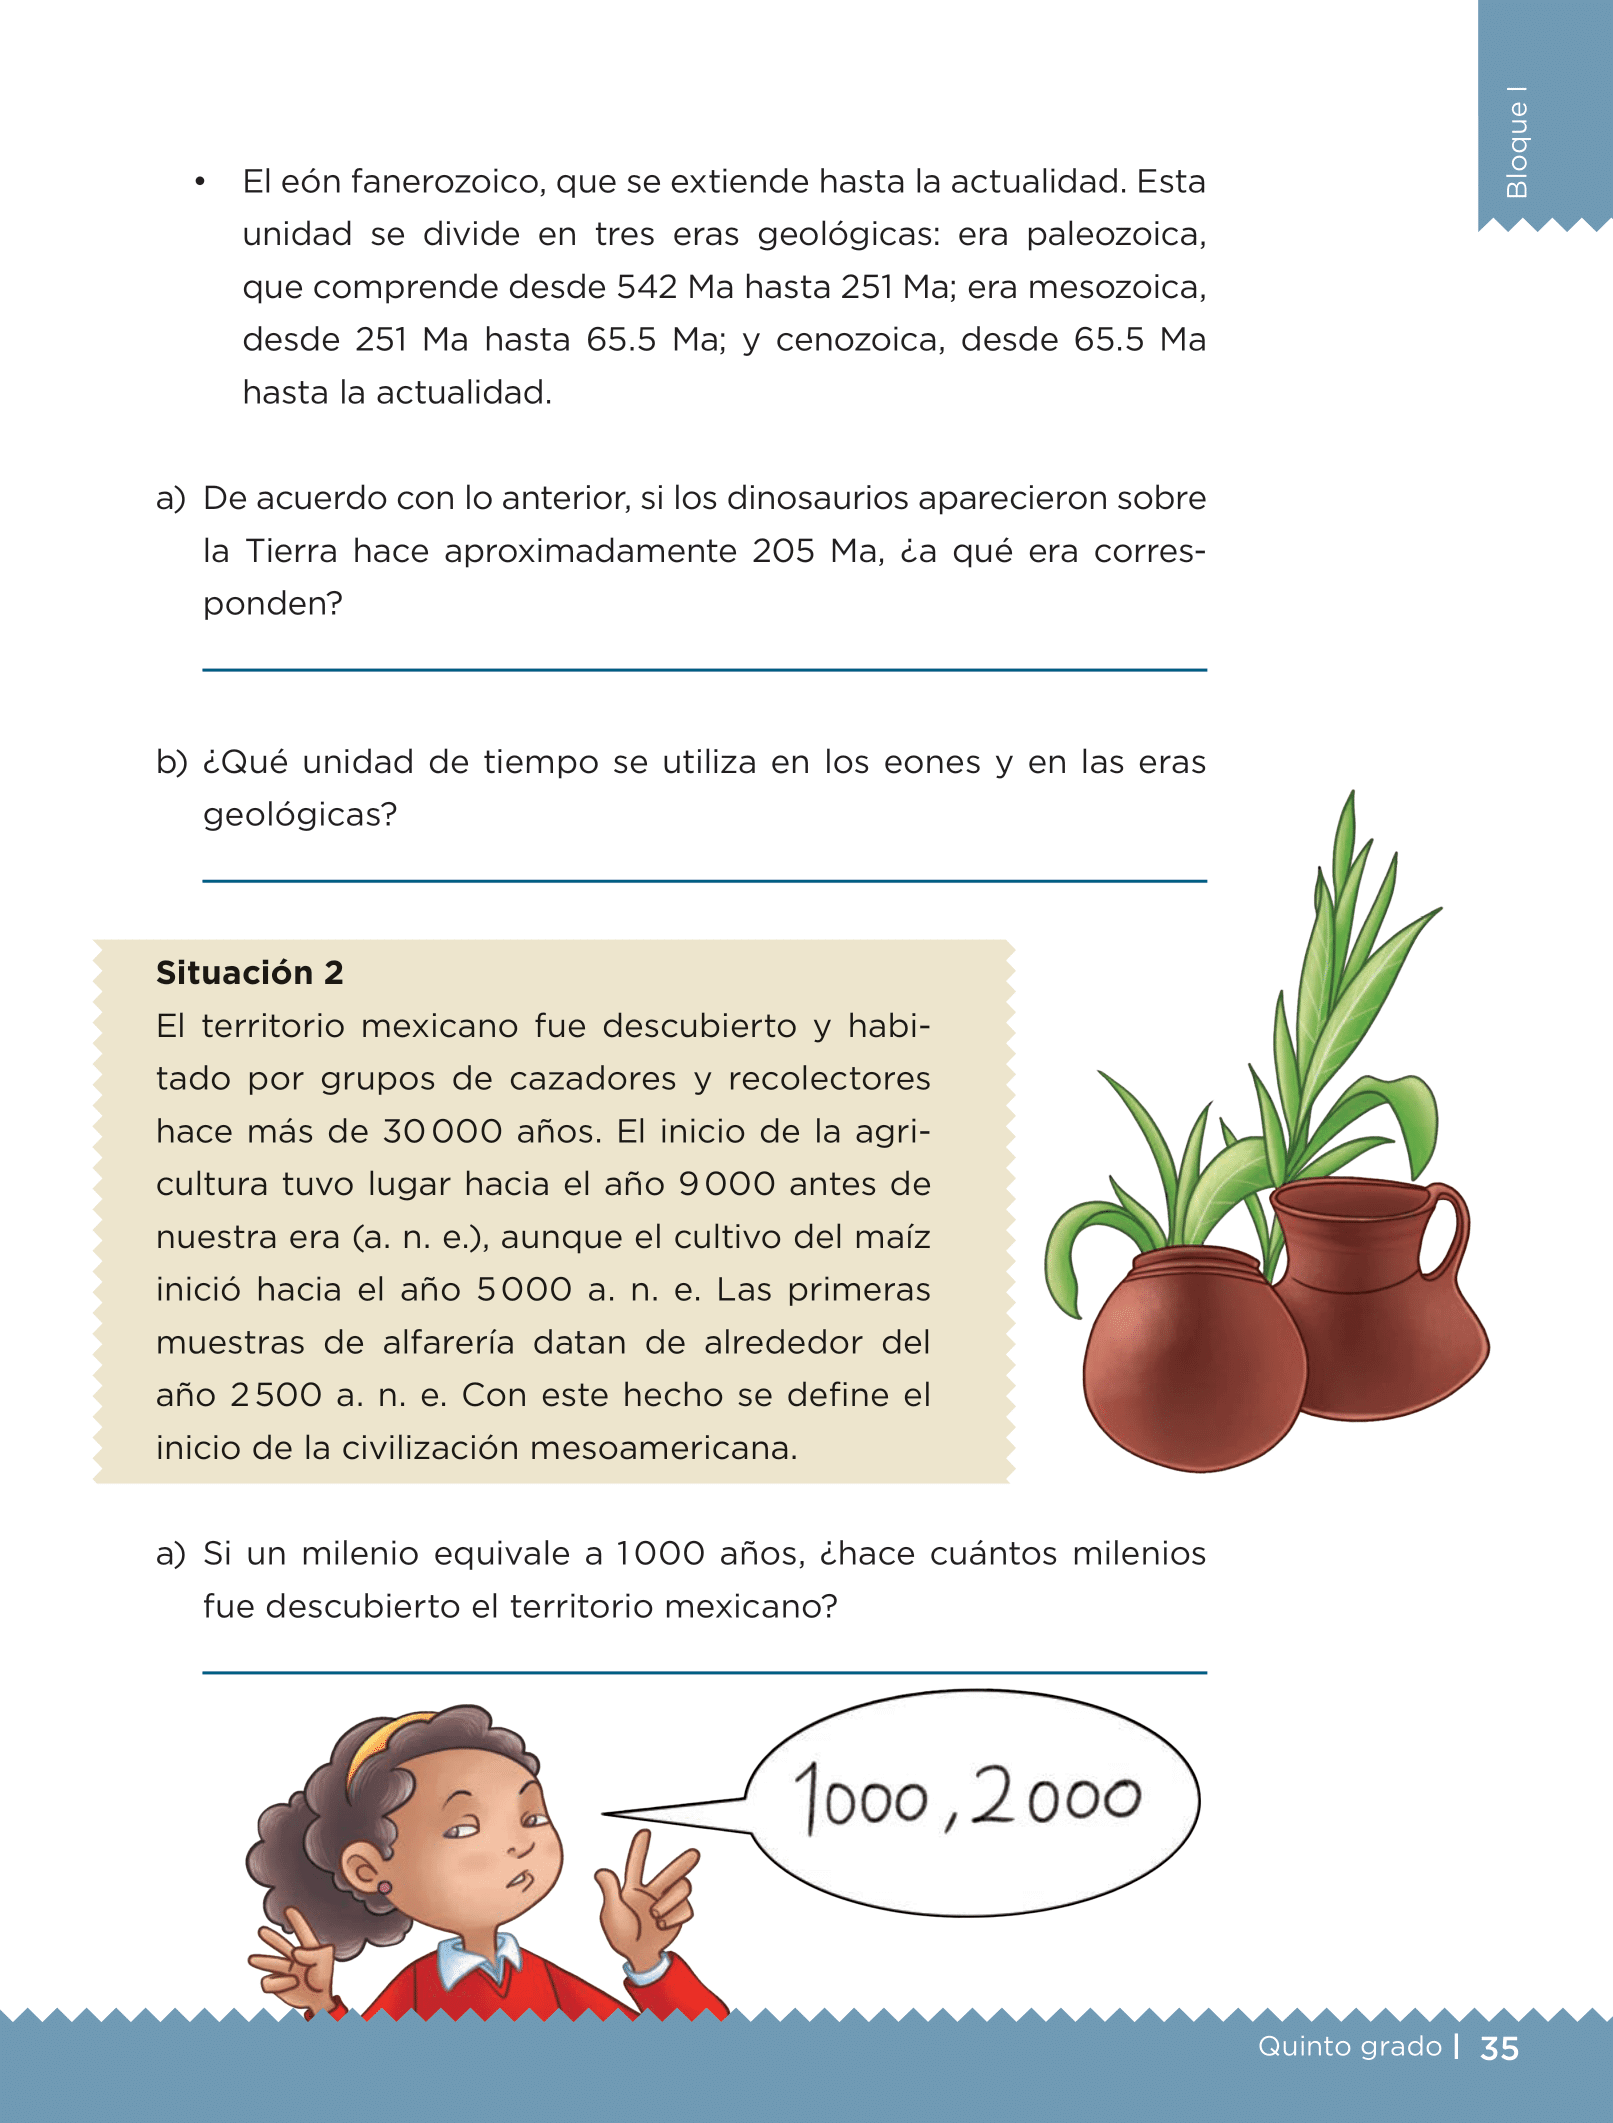 Bloque I
• El eón fanerozoico, que se extiende hasta la actualidad. Esta
unidad se divide en tres eras geológicas: era paleozoica,
que comprende desde 542 Ma hasta 251 Ma; era mesozoica,
desde 251 Ma hasta 65.5 Ma; y cenozoica, desde 65.5 Ma
hasta la actualidad.
a) De acuerdo con lo anterior, si los dinosaurios aparecieron sobre
la Tierra hace aproximadamente 205 Ma, ¿a qué era corres-
ponden?
b) ¿Qué unidad de tiempo se utiliza en los eones y en las eras
geológicas?
Situación 2
El territorio mexicano fue descubierto y habi-
tado por grupos de cazadores y recolectores
hace más de 30 000 años. El inicio de la agri-
cultura tuvo lugar hacia el año 9 000 antes de
nuestra era (a. n. e.), aunque el cultivo del maíz
inició hacia el año 5 000 a. n. e. Las primeras
muestras de alfarería datan de alrededor del
año 2 500 a. n. e. Con este hecho se define el
inicio de la civilización mesoamericana.
a) Si un milenio equivale a 1 000 años, ¿hace cuántos milenios
fue descubierto el territorio mexicano?
1000, 2000
Quinto grado | 35